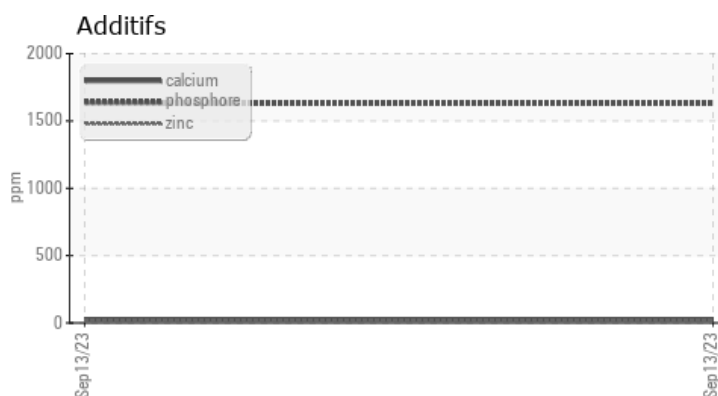 Additifs
2000
calcium
phosphore
1500
zinc
ppm
1000
500
0
Sep13/23
Sep13/23